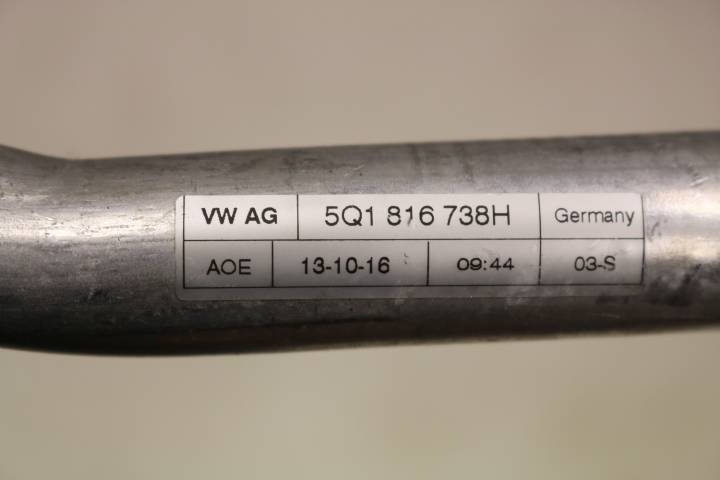 VW AG 5Q1 816 738H Germany
AOE 13-10-16 09:44 03-S